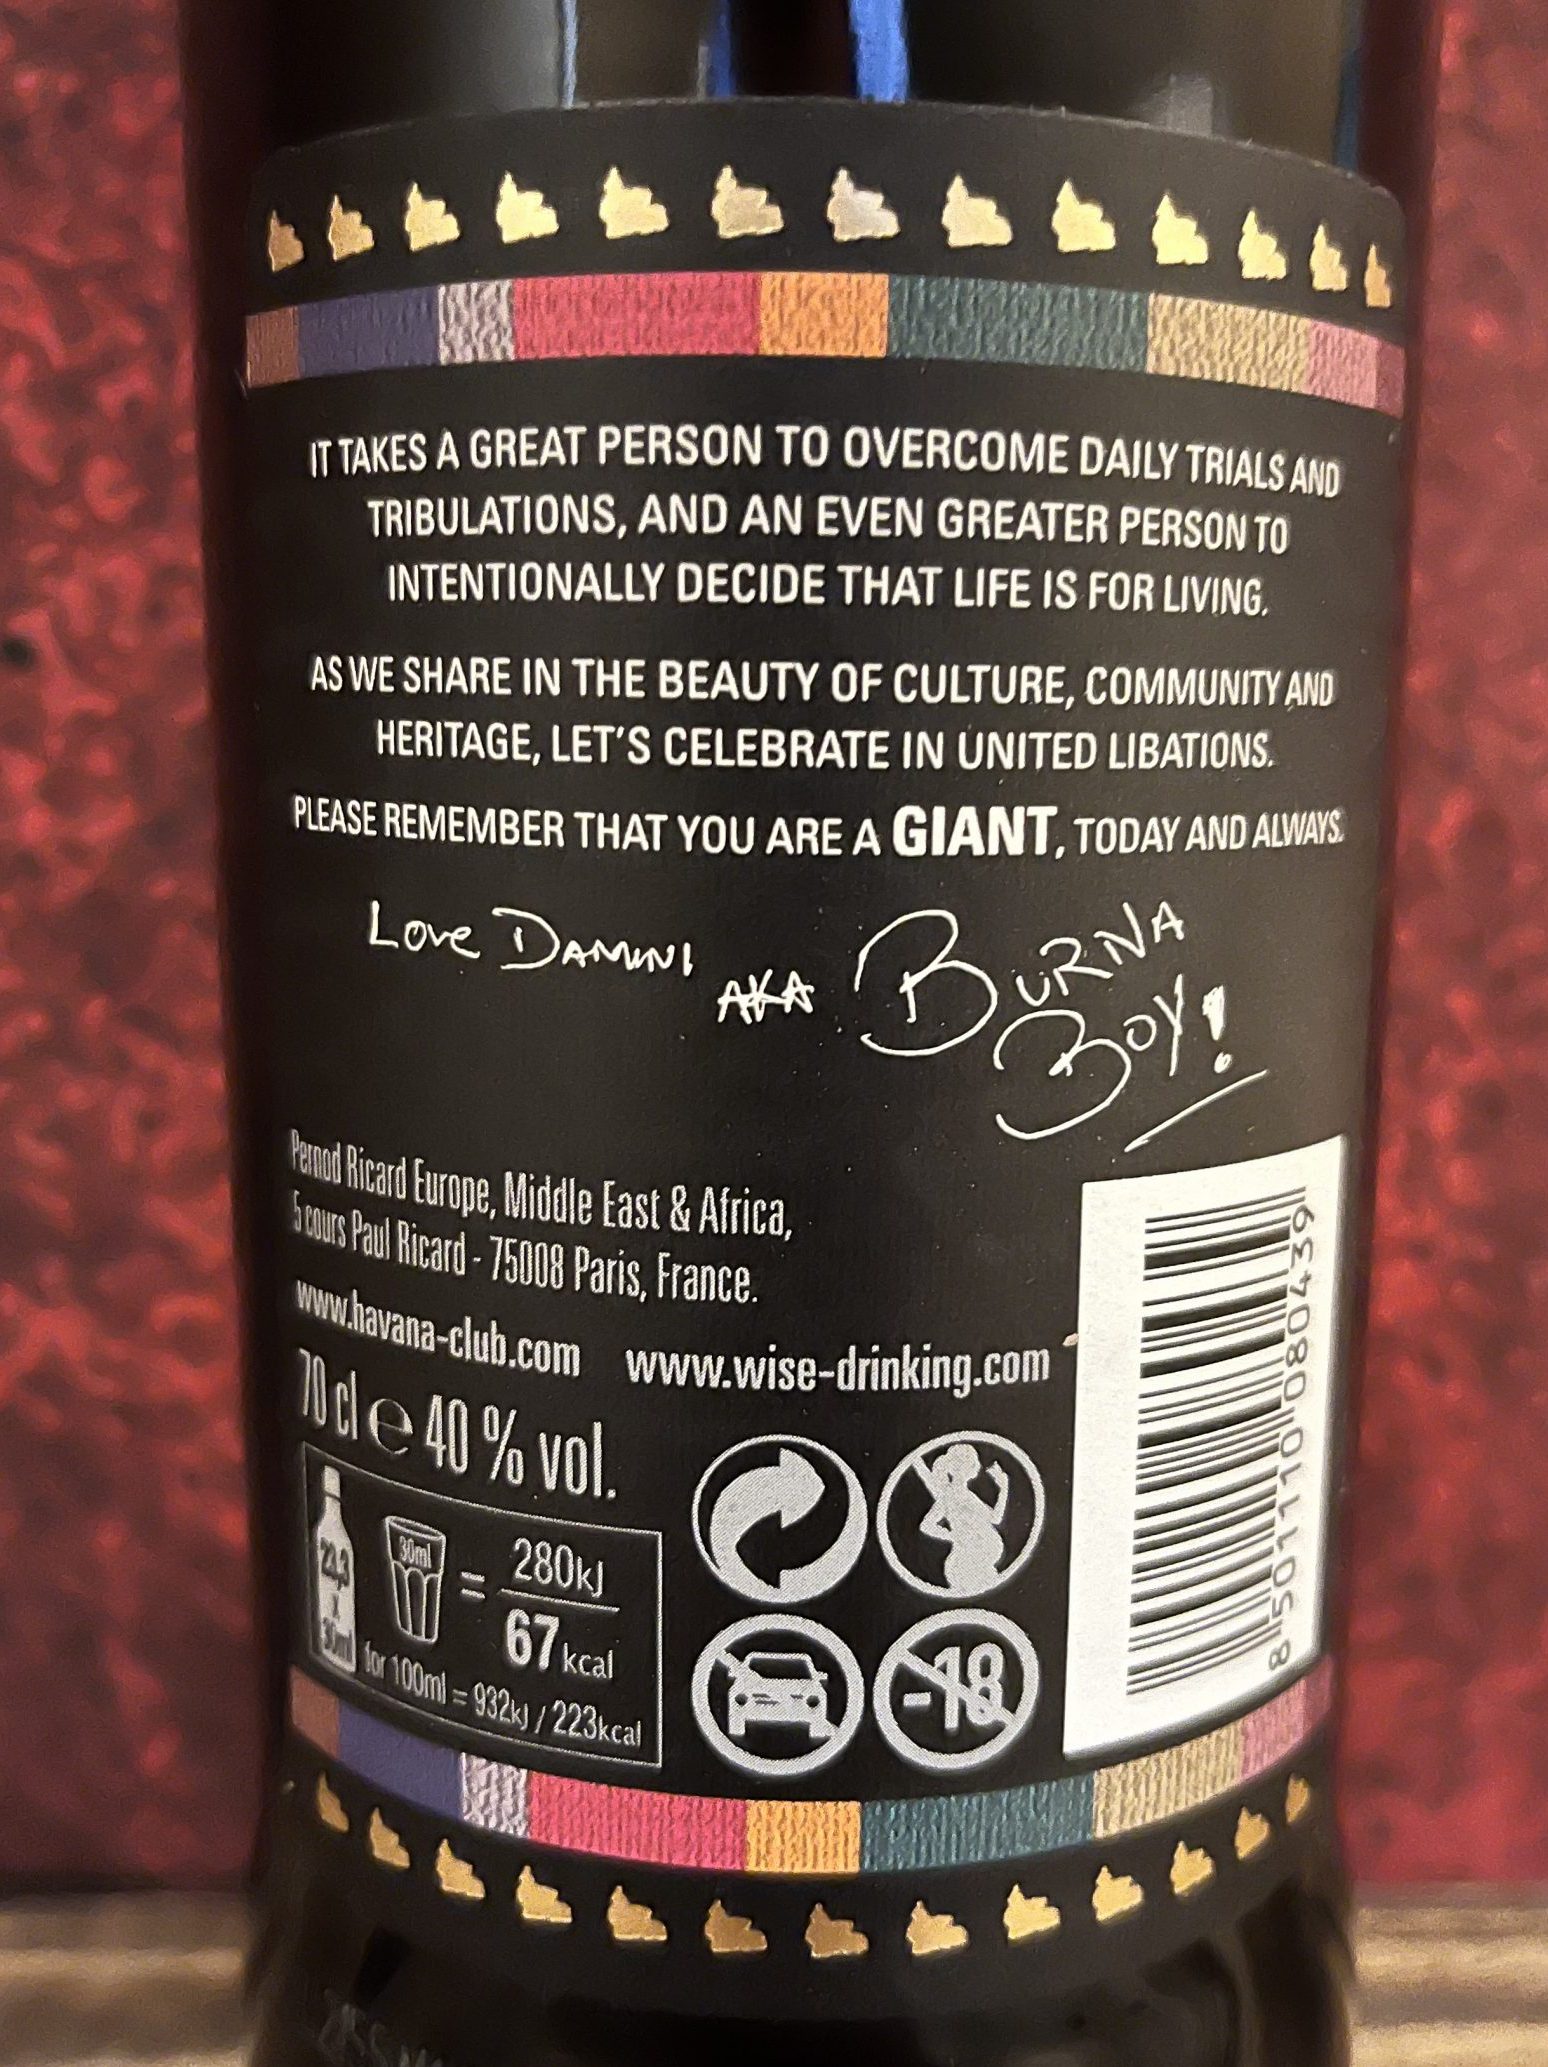 IT TAKES A GREAT PERSON TO OVERCOME DAILY TRIALS AND
TRIBULATIONS, AND AN EVEN GREATER PERSON TO
INTENTIONALLY DECIDE THAT LIFE IS FOR LIVING.
AS WE SHARE IN THE BEAUTY OF CULTURE, COMMUNITY AND
HERITAGE, LET'S CELEBRATE IN UNITED LIBATIONS.
PLEASE REMEMBER THAT YOU ARE A GIANT, TODAY AND ALWAYS.
Love DAMINI AKA BURNA
BOY!
Pernod Ricard Europe, Middle East & Africa,
5 cours Paul Ricard - 75008 Paris, France.
www.havana-club.com www.wise-drinking.com
70 cl e 40 % vol.
23,3
x
30ml
30ml
= 280kJ
67kcal
for 100ml = 932kJ / 223kcal
-18
8 501110 080439